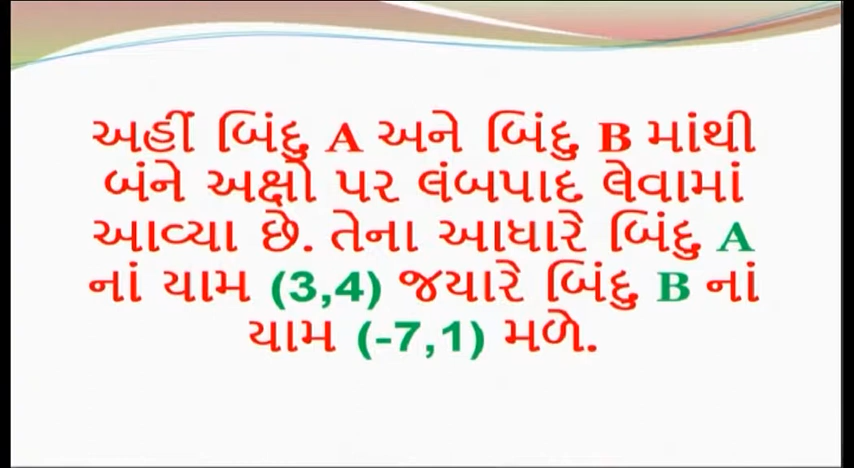 અહીં બિંદુ A અને બિંદુ B માંથી
બંને અક્ષો પર લંબપાદ લેવામાં
આવ્યા છે. તેના આધારે બિંદુ A
નાં યામ (3,4) જયારે બિંદુ B નાં
યામ (-7,1) મળે.